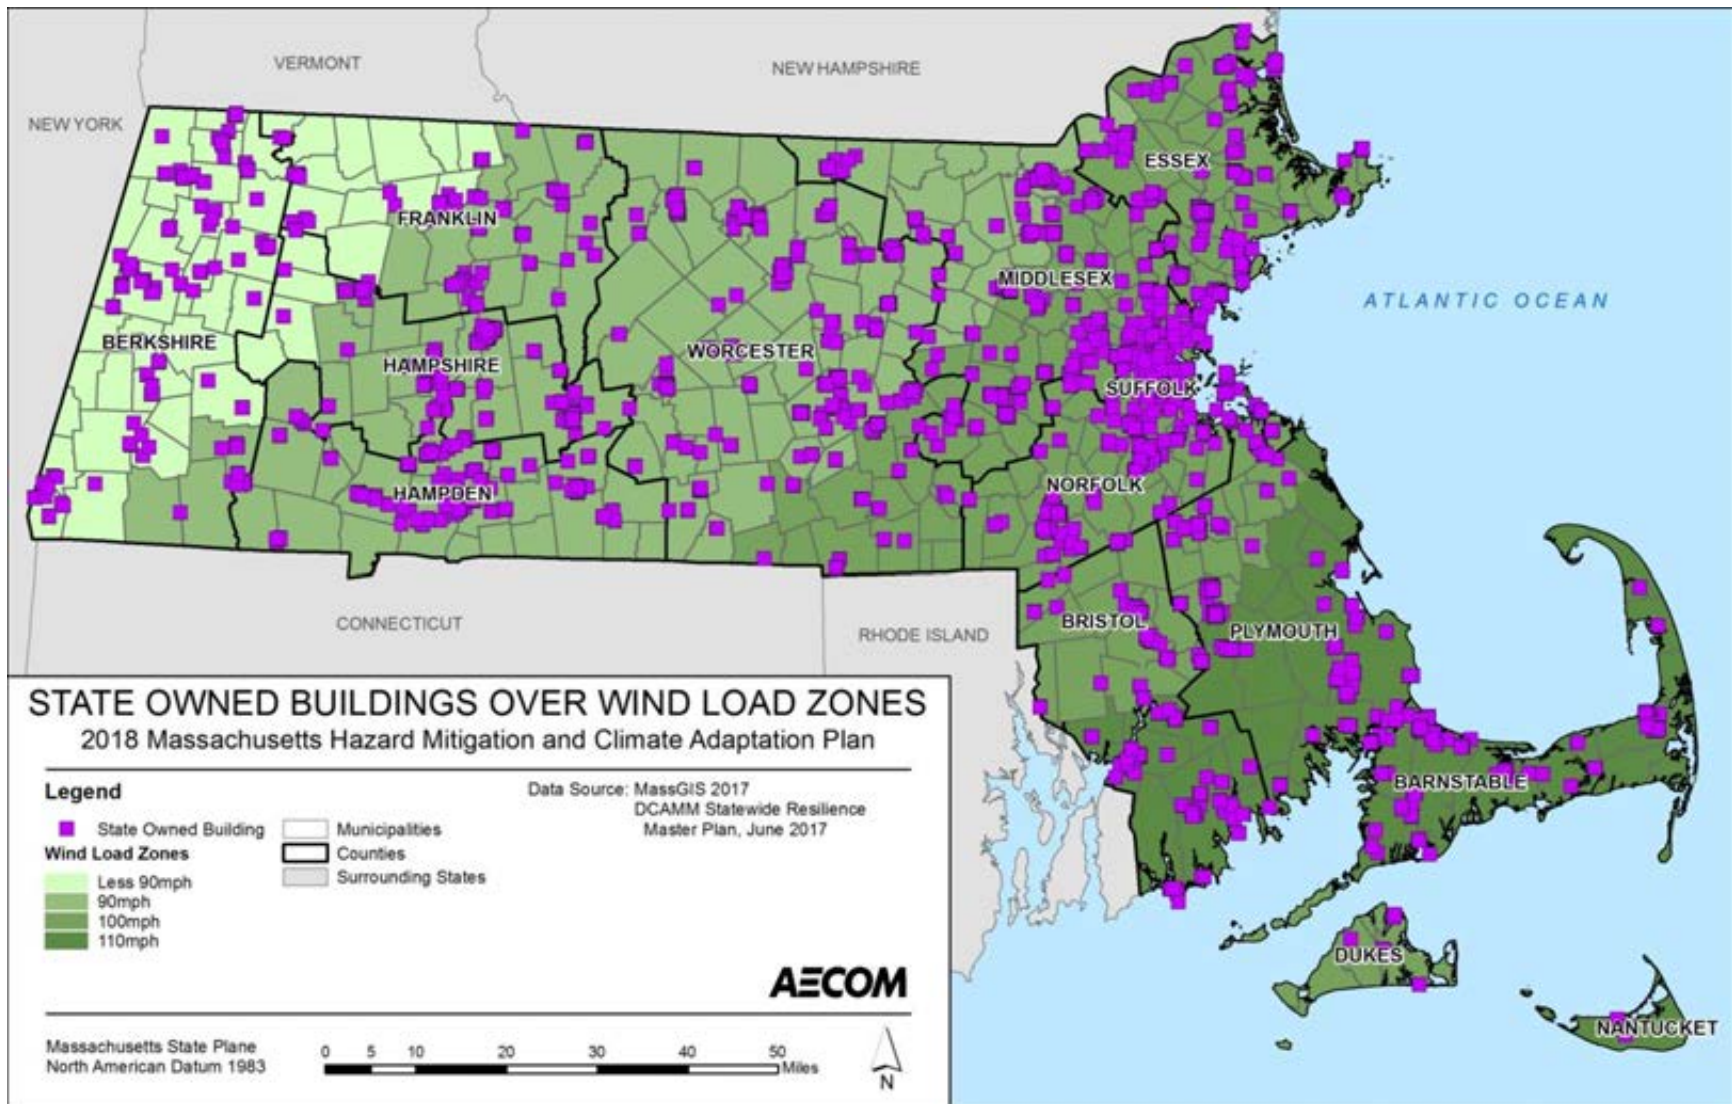 VERMONT
NEW HAMPSHIRE
NEW YORK
ESSEX
FRANKLIN
MIDDLESEX
ATLANTIC OCEAN
BERKSHIRE
HAMPSHIRE
WORCESTER
SUFFOLK
HAMPDEN
NORFOLK
CONNECTICUT
RHODE ISLAND
BRISTOL
PLYMOUTH
BARNSTABLE
DUKES
NANTUCKET
STATE OWNED BUILDINGS OVER WIND LOAD ZONES
2018 Massachusetts Hazard Mitigation and Climate Adaptation Plan
Legend
State Owned Building
Wind Load Zones
Less 90mph
90mph
100mph
110mph
Municipalities
Counties
Surrounding States
Data Source: MassGIS 2017
DCAMM Statewide Resilience
Master Plan, June 2017
AECOM
Massachusetts State Plane
North American Datum 1983
0 5 10 20 30 40 50
Miles
N